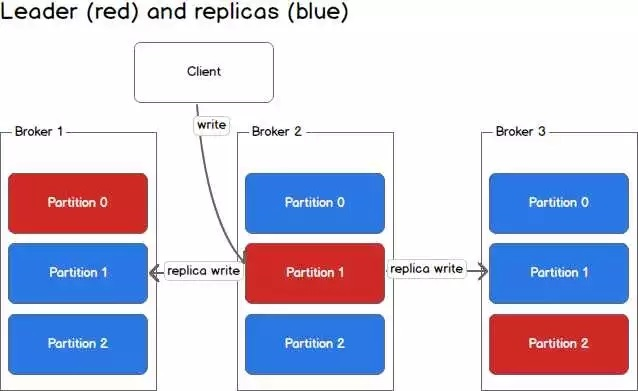 Leader (red) and replicas (blue)
Client
write
Broker 1
Broker 2
Broker 3
Partition 0
Partition 0
Partition 0
Partition 1
replica write
Partition 1
replica write
Partition 1
Partition 2
Partition 2
Partition 2